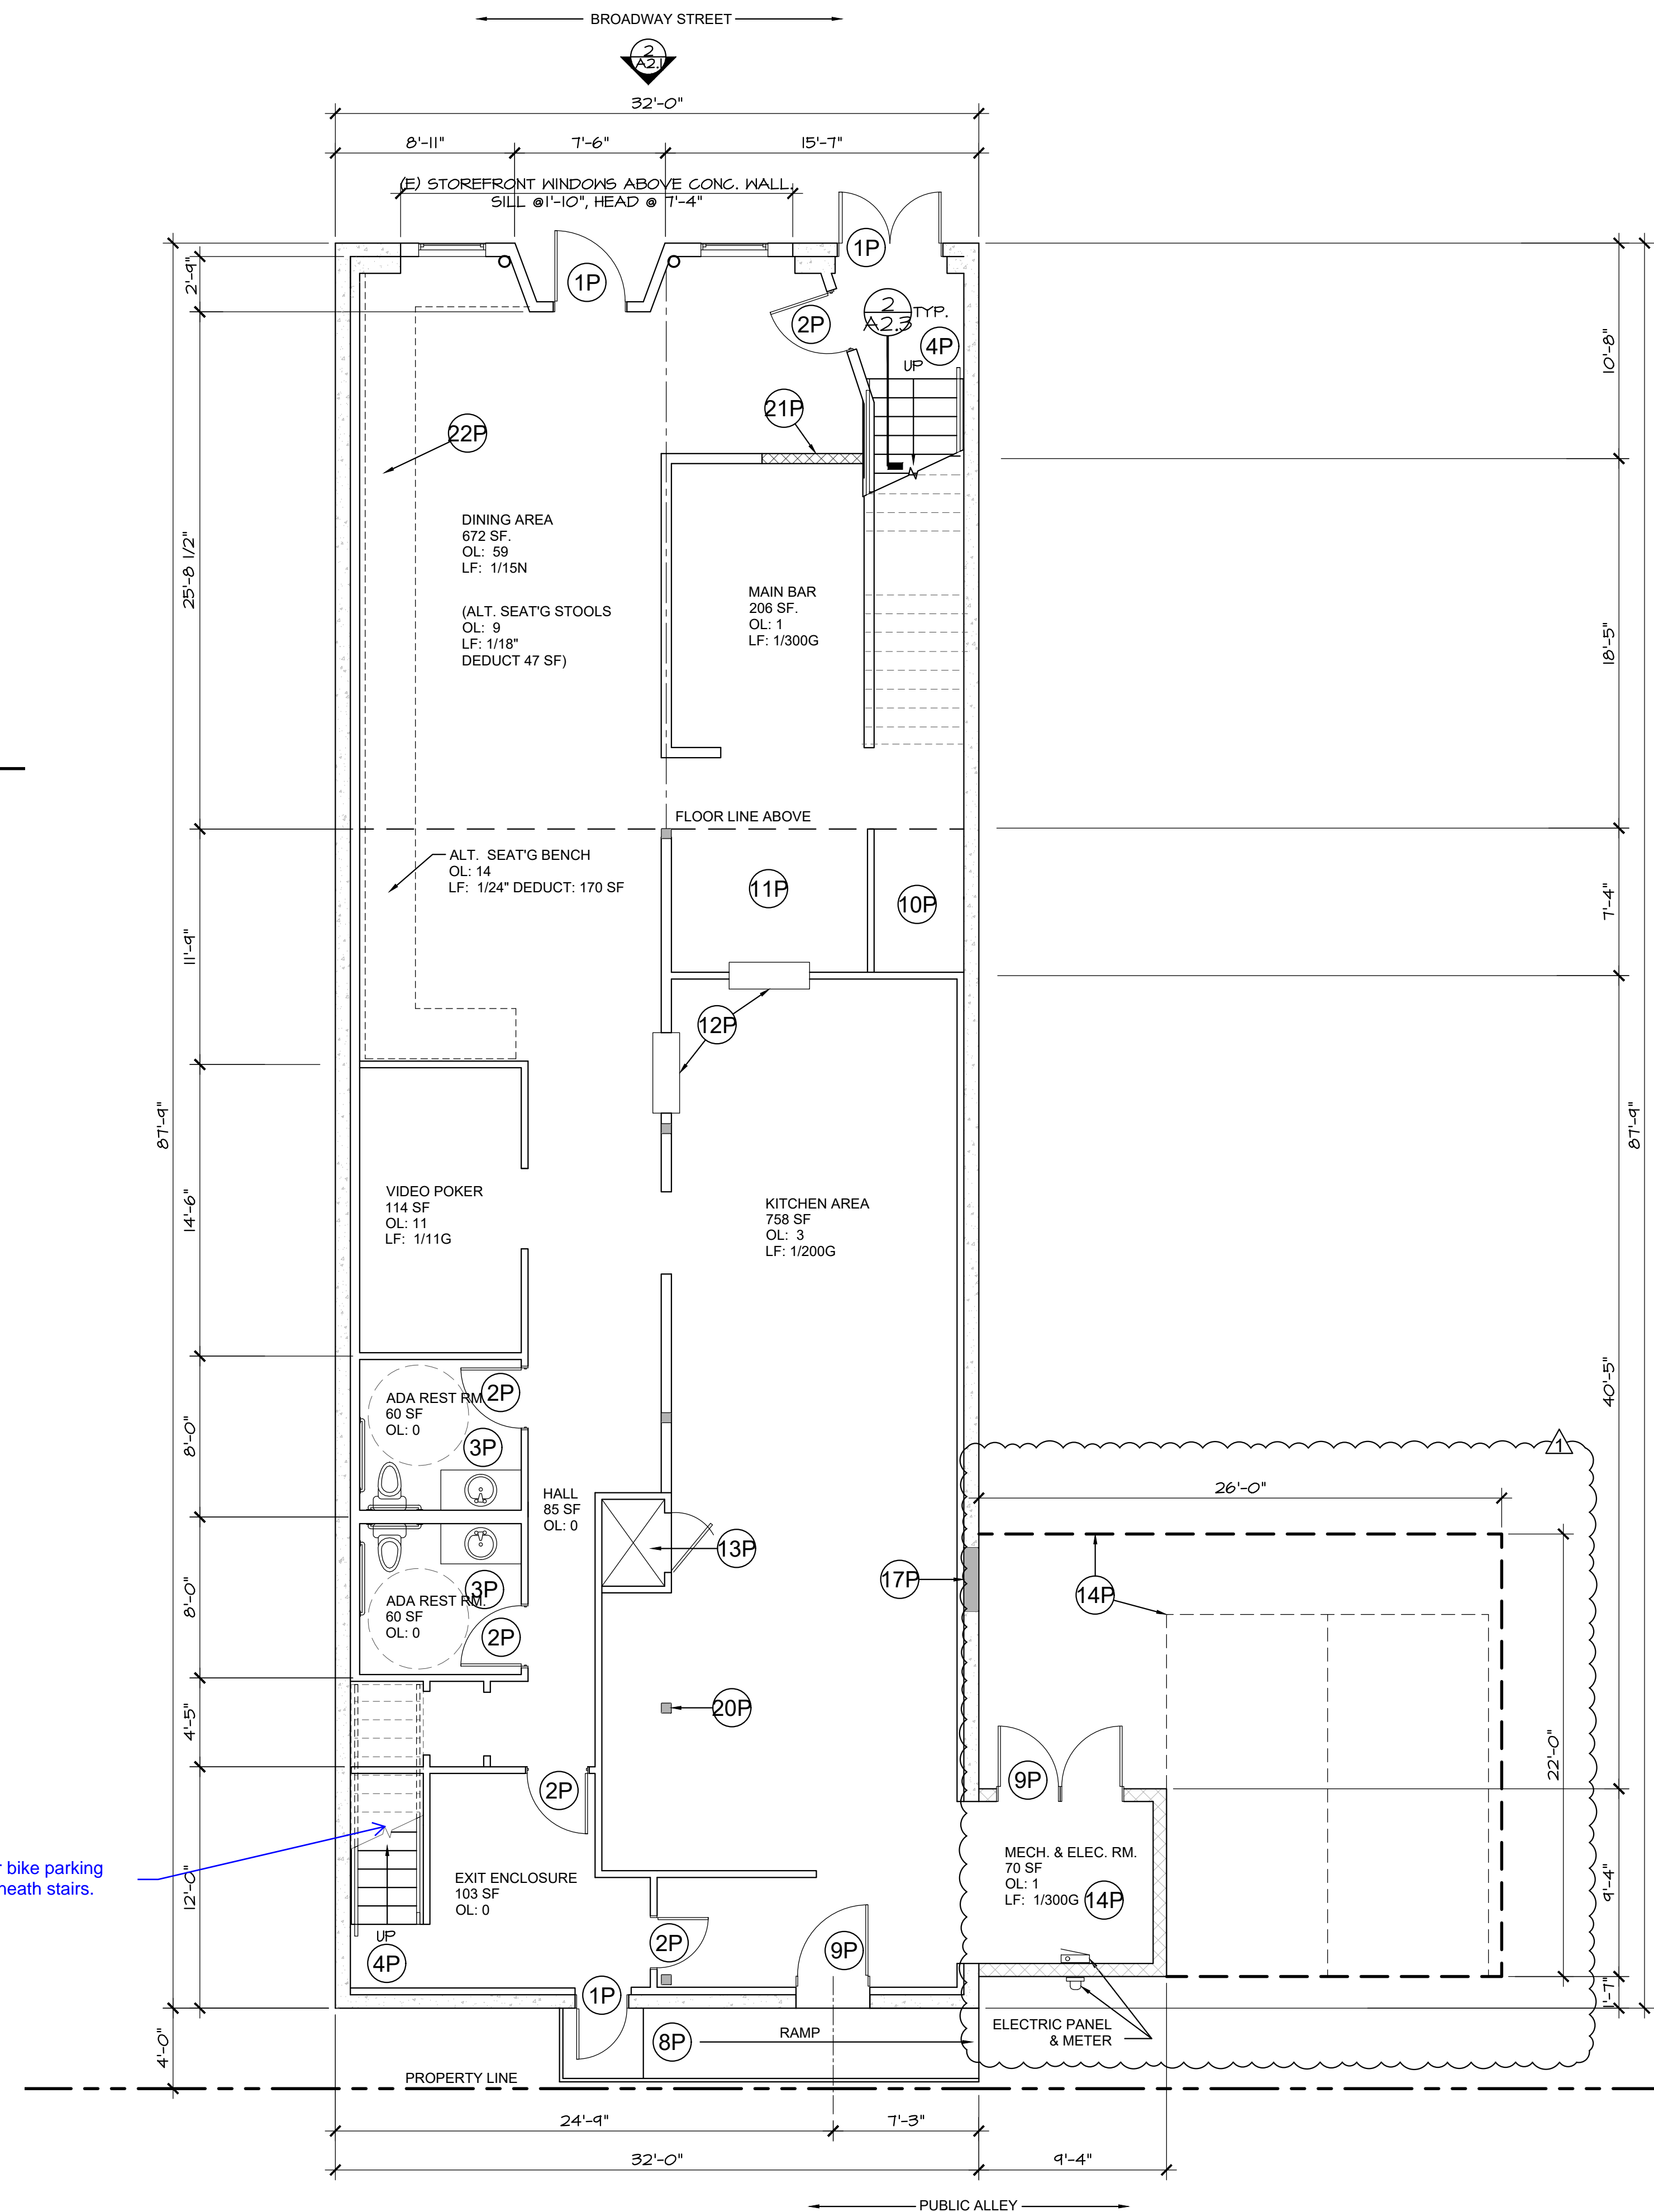 BROADWAY STREET
2
A2.1
32'-0"
8'-11"
7'-6"
15'-7"
(E) STOREFRONT WINDOWS ABOVE CONC. WALL,
SILL @1'-10", HEAD @ 7'-4"
1P
1P
2'-9"
2P
2
A2.3
TYP.
4P
UP
10'-8"
21P
22P
DINING AREA
672 SF.
OL: 59
LF: 1/15N
(ALT. SEAT'G STOOLS
OL: 9
LF: 1/18"
DEDUCT 47 SF)
25'-8 1/2"
MAIN BAR
206 SF.
OL: 1
LF: 1/300G
18'-5"
FLOOR LINE ABOVE
ALT. SEAT'G BENCH
OL: 14
LF: 1/24" DEDUCT: 170 SF
11P
10P
7'-4"
11'-9"
12P
87'-9"
87'-9"
VIDEO POKER
114 SF
OL: 11
LF: 1/11G
14'-6"
KITCHEN AREA
758 SF
OL: 3
LF: 1/200G
40'-5"
ADA REST RM.
60 SF
OL: 0
2P
3P
8'-0"
1
26'-0"
HALL
85 SF
OL: 0
13P
17P
14P
8'-0"
ADA REST RM.
60 SF
OL: 0
3P
2P
20P
4'-5"
22'-0"
2P
9P
r bike parking
neath stairs.
12'-0"
EXIT ENCLOSURE
103 SF
OL: 0
MECH. & ELEC. RM.
70 SF
OL: 1
LF: 1/300G
14P
9'-4"
UP
4P
2P
9P
1P
1'-7"
8P
RAMP
ELECTRIC PANEL
& METER
4'-0"
PROPERTY LINE
24'-9"
7'-3"
32'-0"
9'-4"
PUBLIC ALLEY